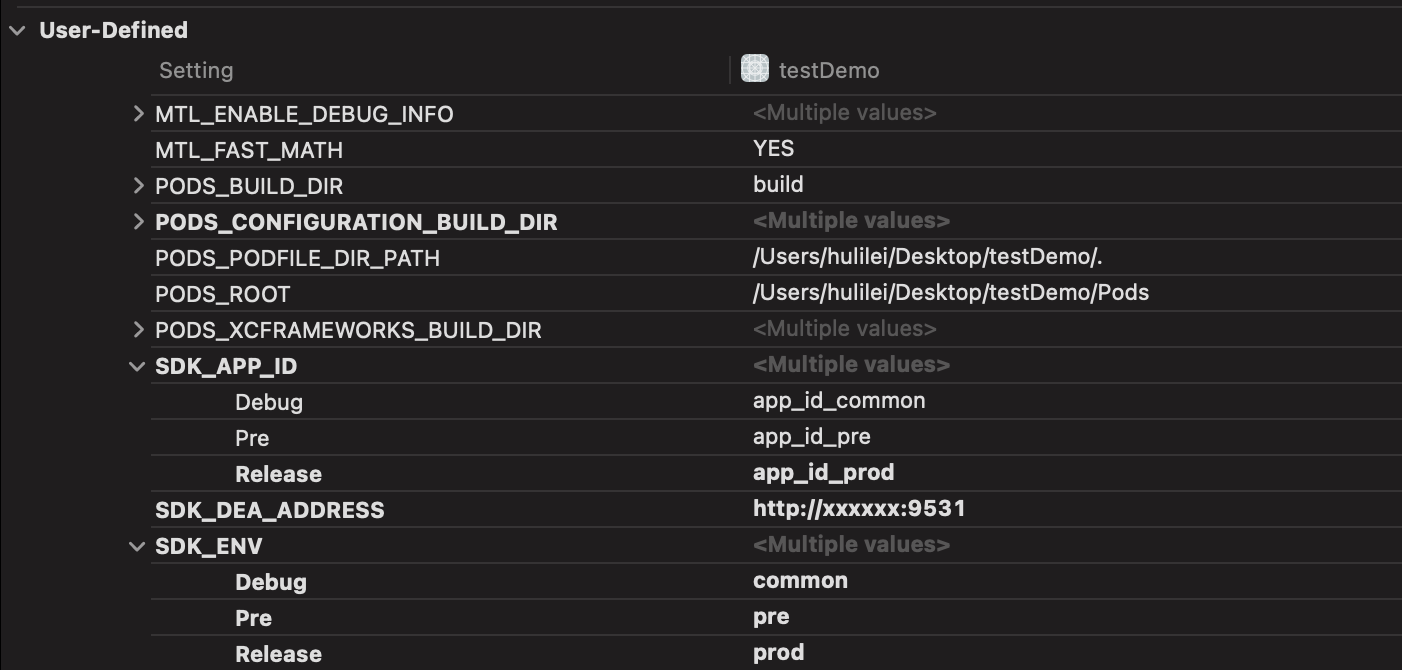 User-Defined
Setting testDemo
MTL_ENABLE_DEBUG_INFO <Multiple values>
MTL_FAST_MATH YES
PODS_BUILD_DIR build
PODS_CONFIGURATION_BUILD_DIR <Multiple values>
PODS_PODFILE_DIR_PATH /Users/hulilei/Desktop/testDemo/.
PODS_ROOT /Users/hulilei/Desktop/testDemo/Pods
PODS_XCFRAMEWORKS_BUILD_DIR <Multiple values>
SDK_APP_ID <Multiple values>
Debug app_id_common
Pre app_id_pre
Release app_id_prod
SDK_DEA_ADDRESS http://xxxxxx:9531
SDK_ENV <Multiple values>
Debug common
Pre pre
Release prod